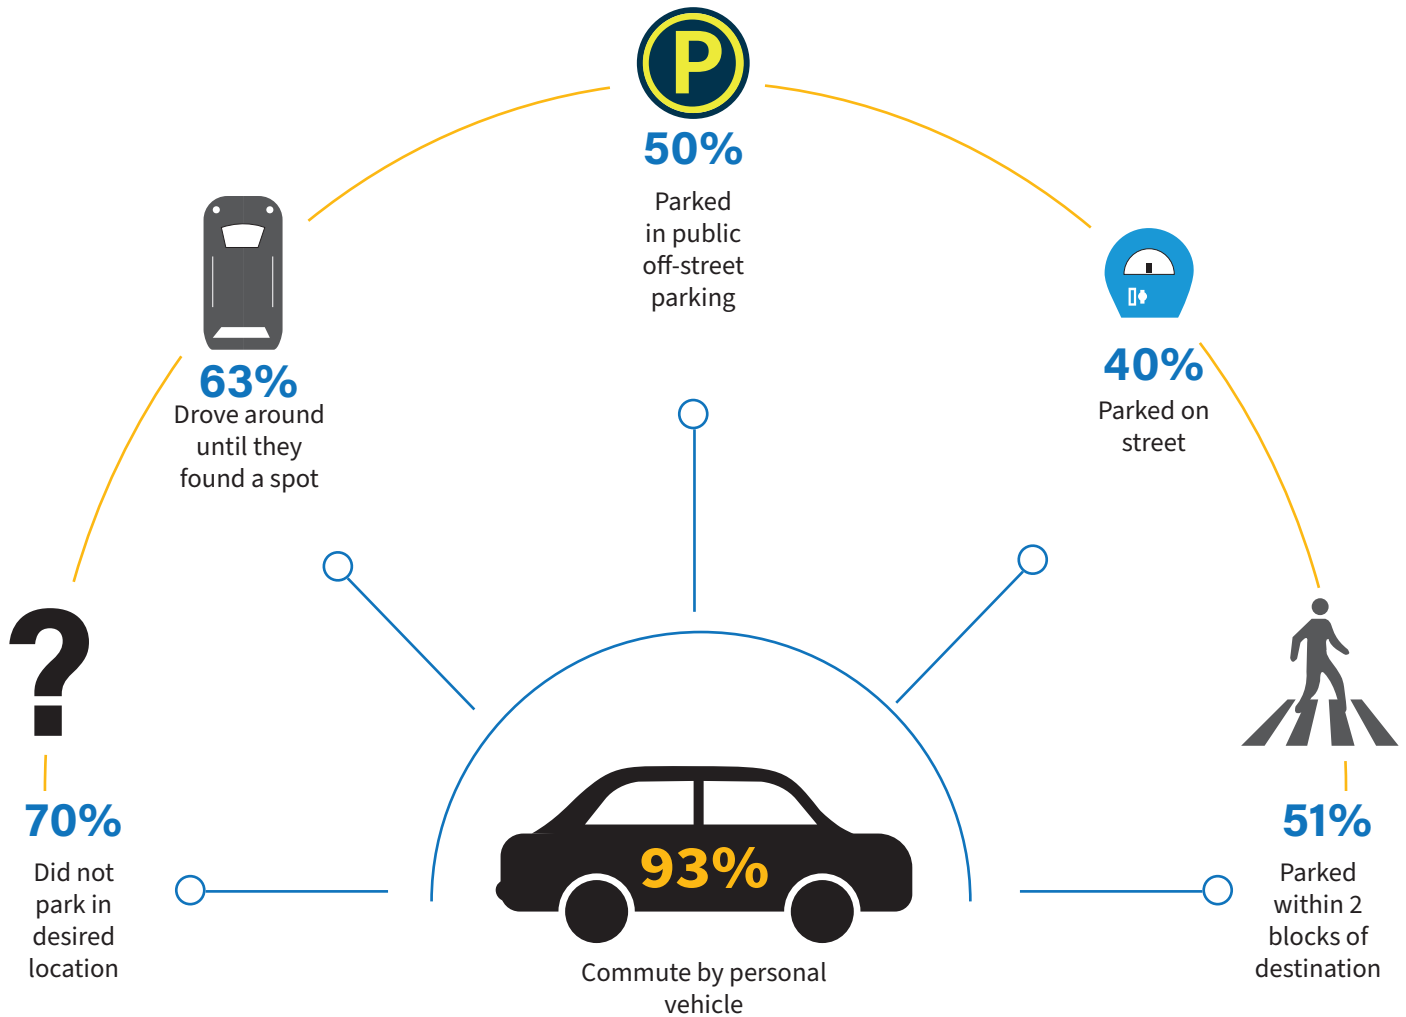 P
50%
Parked
in public
off-street
parking
63%
Drove around
until they
found a spot
40%
Parked on
street
?
70%
Did not
park in
desired
location
51%
Parked
within 2
blocks of
destination
93%
Commute by personal
vehicle